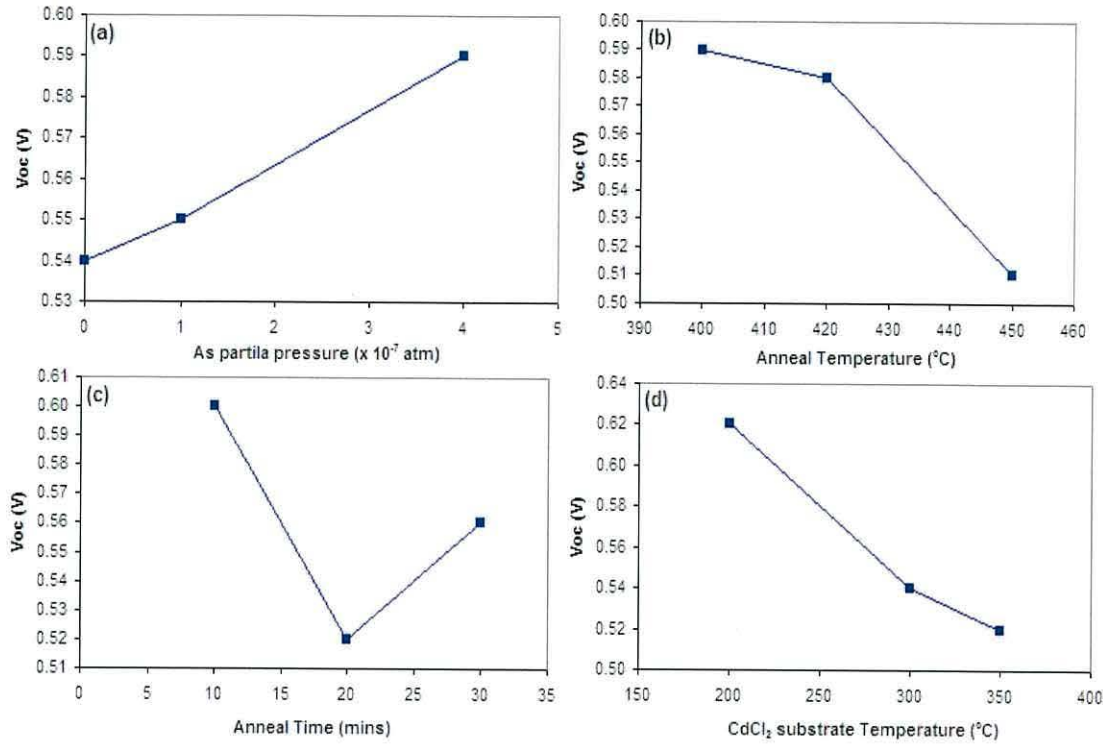 (a)
0.60
0.59
0.58
0.57
0.56
0.55
0.54
0.53
Voc (V)
0 1 2 3 4 5
As partila pressure (x 10⁻⁷ atm)
(b)
0.60
0.59
0.58
0.57
0.56
0.55
0.54
0.53
0.52
0.51
0.50
Voc (V)
390 400 410 420 430 440 450 460
Anneal Temperature (°C)
(c)
0.61
0.60
0.59
0.58
0.57
0.56
0.55
0.54
0.53
0.52
0.51
Voc (V)
0 5 10 15 20 25 30 35
Anneal Time (mins)
(d)
0.64
0.62
0.60
0.58
0.56
0.54
0.52
0.50
Voc (V)
150 200 250 300 350 400
CdCl₂ substrate Temperature (°C)